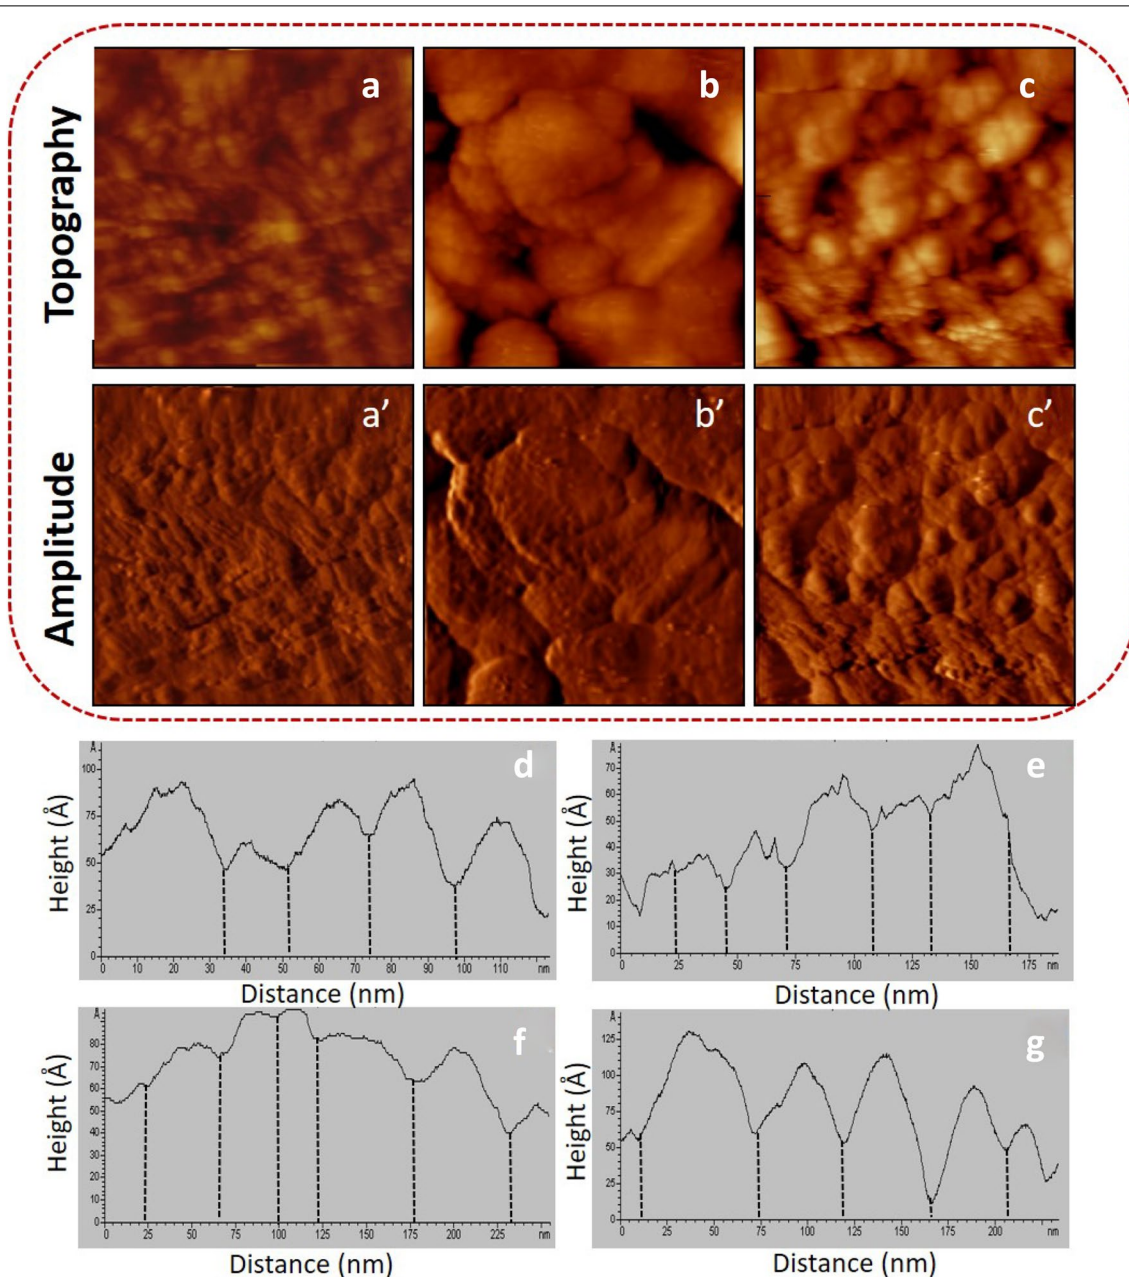 Topography
a
b
c
Amplitude
a’
b’
c’
d
Å
100
75
50
25
0
0 10 20 30 40 50 60 70 80 90 100 110 nm
Height (Å)
Distance (nm)
e
Å
70
60
50
40
30
20
10
0
0 25 50 75 100 125 150 175 nm
Height (Å)
Distance (nm)
f
Å
80
70
60
50
40
30
20
10
0
0 25 50 75 100 125 150 175 200 225 nm
Height (Å)
Distance (nm)
g
Å
125
100
75
50
25
0
0 25 50 75 100 125 150 175 200 nm
Height (Å)
Distance (nm)